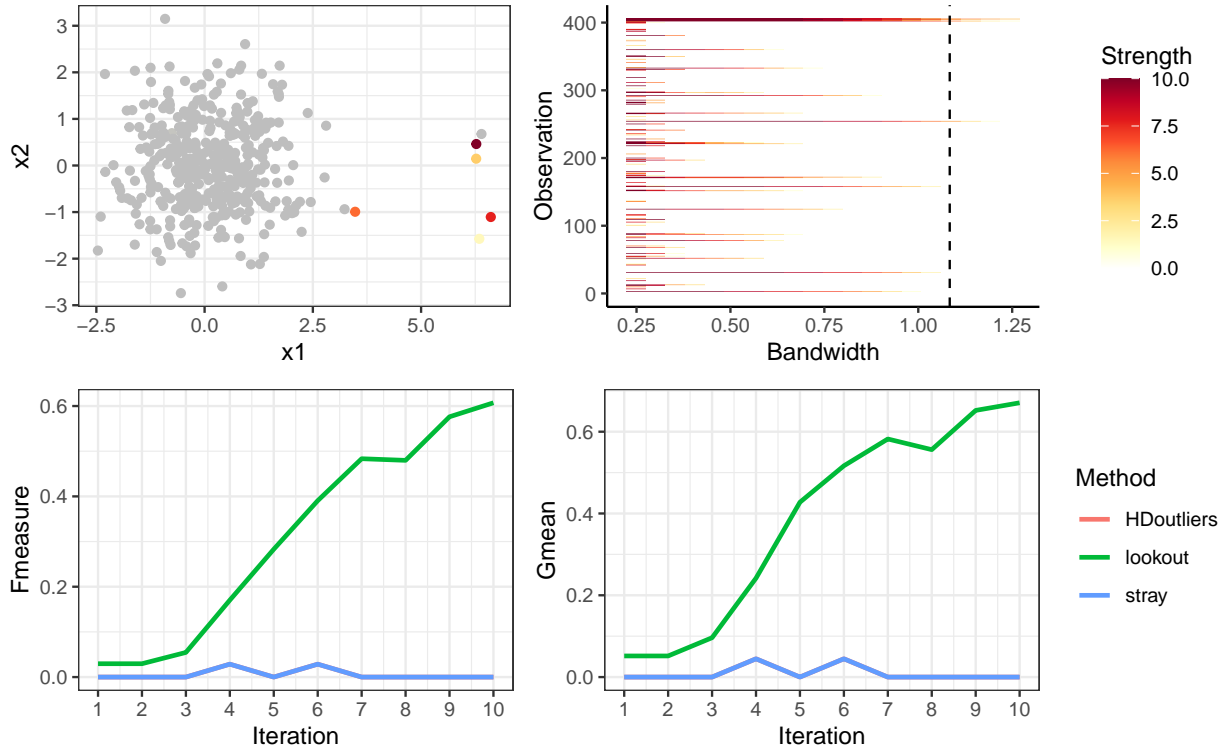 3
2
1
0
−1
−2
−3
x2
−2.5 0.0 2.5 5.0
x1
400
300
200
100
0
Observation
0.25 0.50 0.75 1.00 1.25
Bandwidth
Strength
10.0
7.5
5.0
2.5
0.0
0.6
0.4
0.2
0.0
Fmeasure
1 2 3 4 5 6 7 8 9 10
Iteration
0.6
0.4
0.2
0.0
Gmean
1 2 3 4 5 6 7 8 9 10
Iteration
Method
HDoutliers
lookout
stray